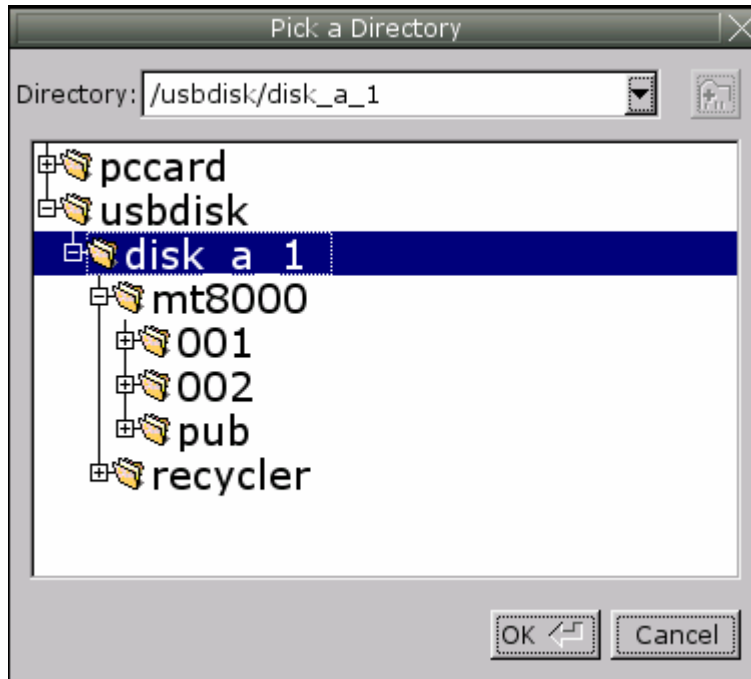 Pick a Directory
Directory: /usbdisk/disk_a_1
pccard
usbdisk
disk_a_1
mt8000
001
002
pub
recycler
OK Cancel